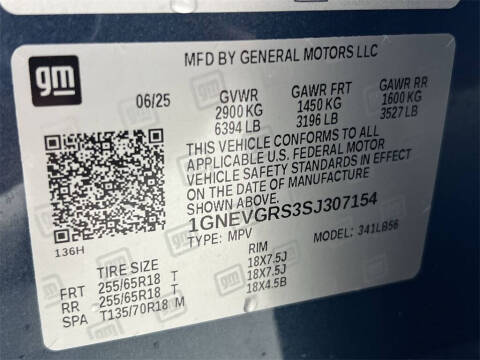 gm
MFD BY GENERAL MOTORS LLC
06/25 GVWR GAWR FRT GAWR RR
2900 KG 1450 KG 1600 KG
6394 LB 3196 LB 3527 LB
THIS VEHICLE CONFORMS TO ALL
APPLICABLE U.S. FEDERAL MOTOR
VEHICLE SAFETY STANDARDS IN EFFECT
ON THE DATE OF MANUFACTURE
1GNEVGRS3SJ307154
TYPE: MPV MODEL: 341LB56
136H
TIRE SIZE RIM
FRT 255/65R18 T 18X7.5J
RR 255/65R18 T 18X7.5J
SPA T135/70R18 M 18X4.5B